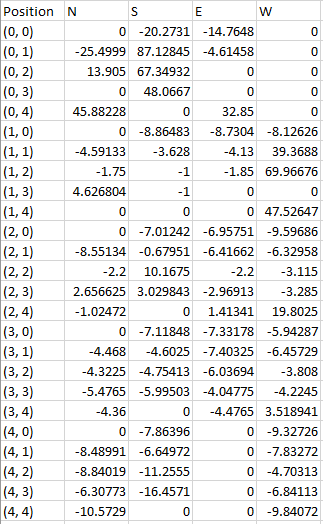 Position N S E W
(0, 0) 0 -20.2731 -14.7648 0
(0, 1) -25.4999 87.12845 -4.61458 0
(0, 2) 13.905 67.34932 0 0
(0, 3) 0 48.0667 0 0
(0, 4) 45.88228 0 32.85 0
(1, 0) 0 -8.86483 -8.7304 -8.12626
(1, 1) -4.59133 -3.628 -4.13 39.3688
(1, 2) -1.75 -1 -1.85 69.96676
(1, 3) 4.626804 -1 0 0
(1, 4) 0 0 0 47.52647
(2, 0) 0 -7.01242 -6.95751 -9.59686
(2, 1) -8.55134 -0.67951 -6.41662 -6.32958
(2, 2) -2.2 10.1675 -2.2 -3.115
(2, 3) 2.656625 3.029843 -2.96913 -3.285
(2, 4) -1.02472 0 1.41341 19.8025
(3, 0) 0 -7.11848 -7.33178 -5.94287
(3, 1) -4.468 -4.6025 -7.40325 -6.45729
(3, 2) -4.3225 -4.75413 -6.03694 -3.808
(3, 3) -5.4765 -5.99503 -4.04775 -4.2245
(3, 4) -4.36 0 -4.4765 3.518941
(4, 0) 0 -7.86396 0 -9.32726
(4, 1) -8.48991 -6.64972 0 -7.83272
(4, 2) -8.84019 -11.2555 0 -4.70313
(4, 3) -6.30773 -16.4571 0 -6.84113
(4, 4) -10.5729 0 0 -9.84072